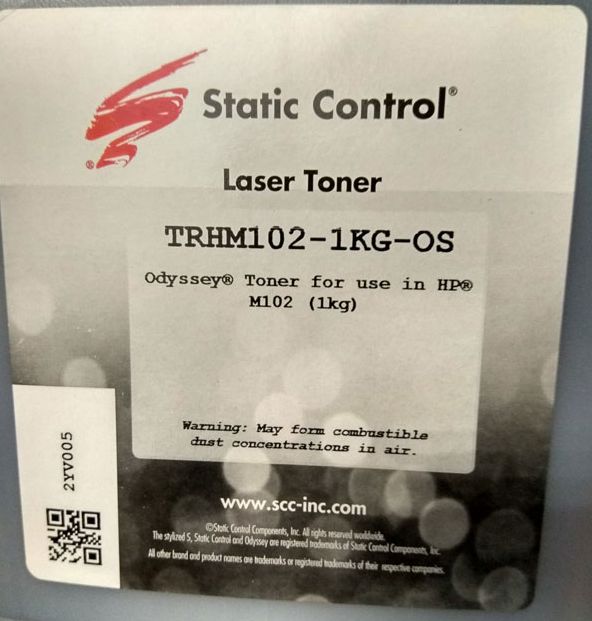 Static Control®
®
Laser Toner
TRHM102-1KG-OS
Odyssey® Toner for use in HP®
M102 (1kg)
Warning: May form combustible
dust concentrations in air.
2YV005
www.scc-inc.com
©Static Control Components, Inc. All rights reserved worldwide.
The stylized S, Static Control and Odyssey are registered trademarks of Static Control Components, Inc.
All other brand and product names are trademarks or registered trademarks of their respective companies.